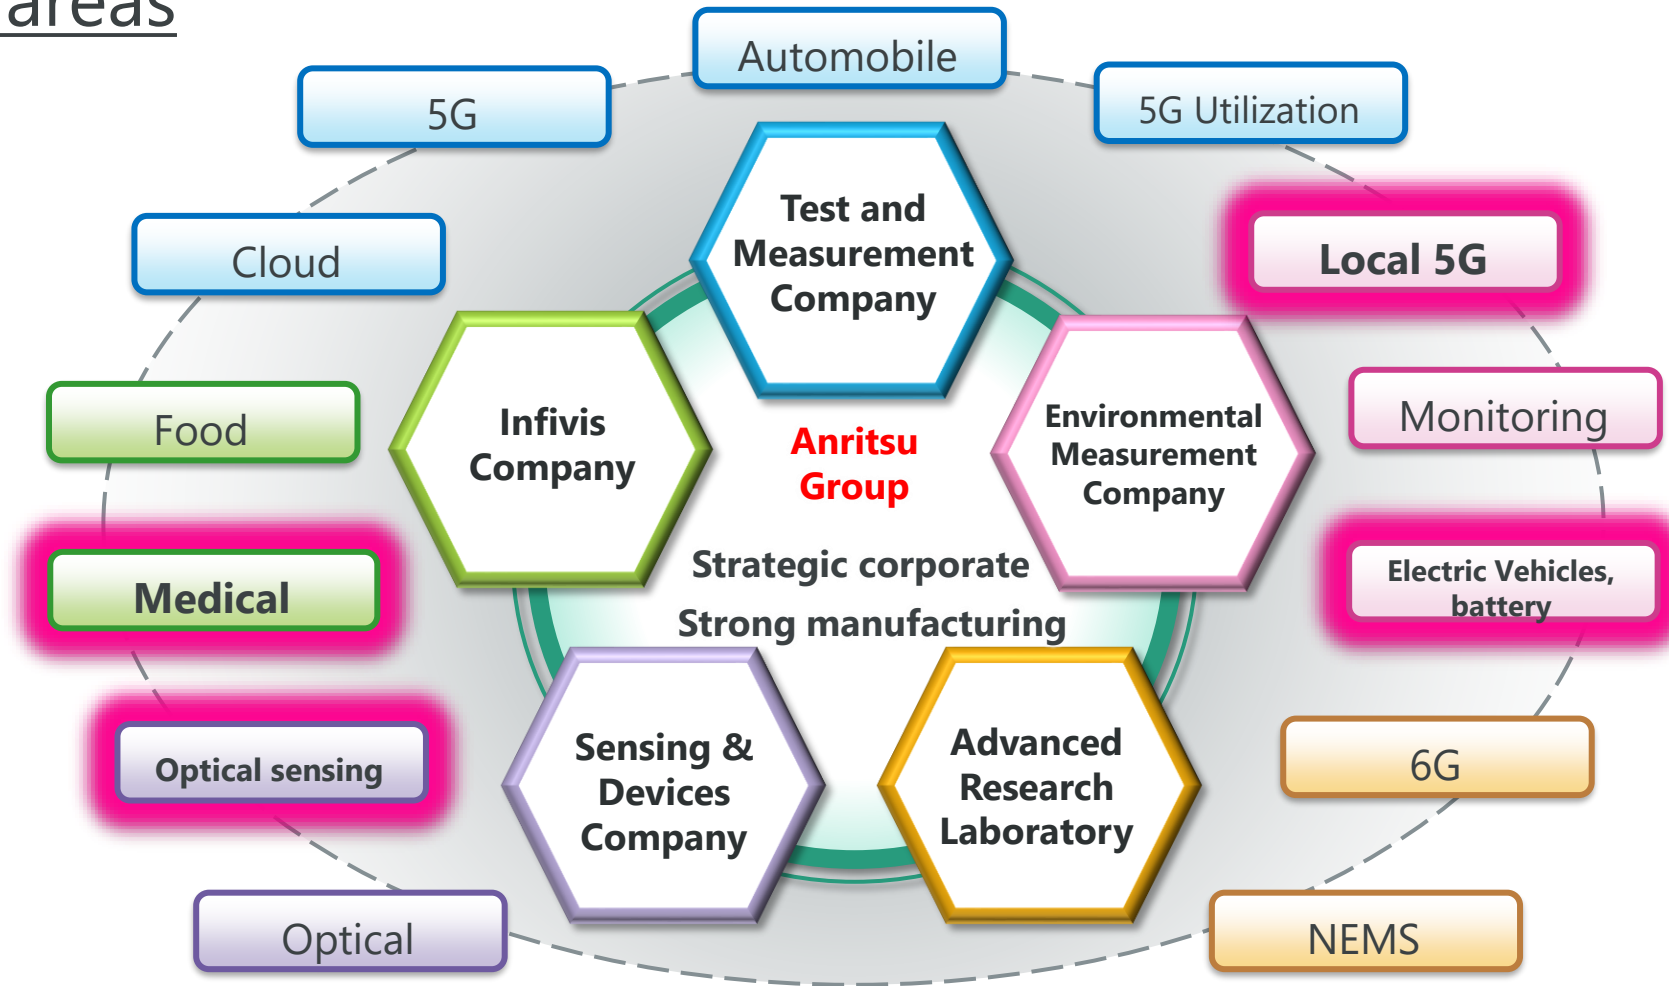 areas
Automobile
5G
5G Utilization
Cloud
Local 5G
Test and
Measurement
Company
Food
Monitoring
Infivis
Company
Anritsu
Group
Environmental
Measurement
Company
Medical
Electric Vehicles,
battery
Strategic corporate
Strong manufacturing
Optical sensing
Sensing &
Devices
Company
Advanced
Research
Laboratory
6G
Optical
NEMS